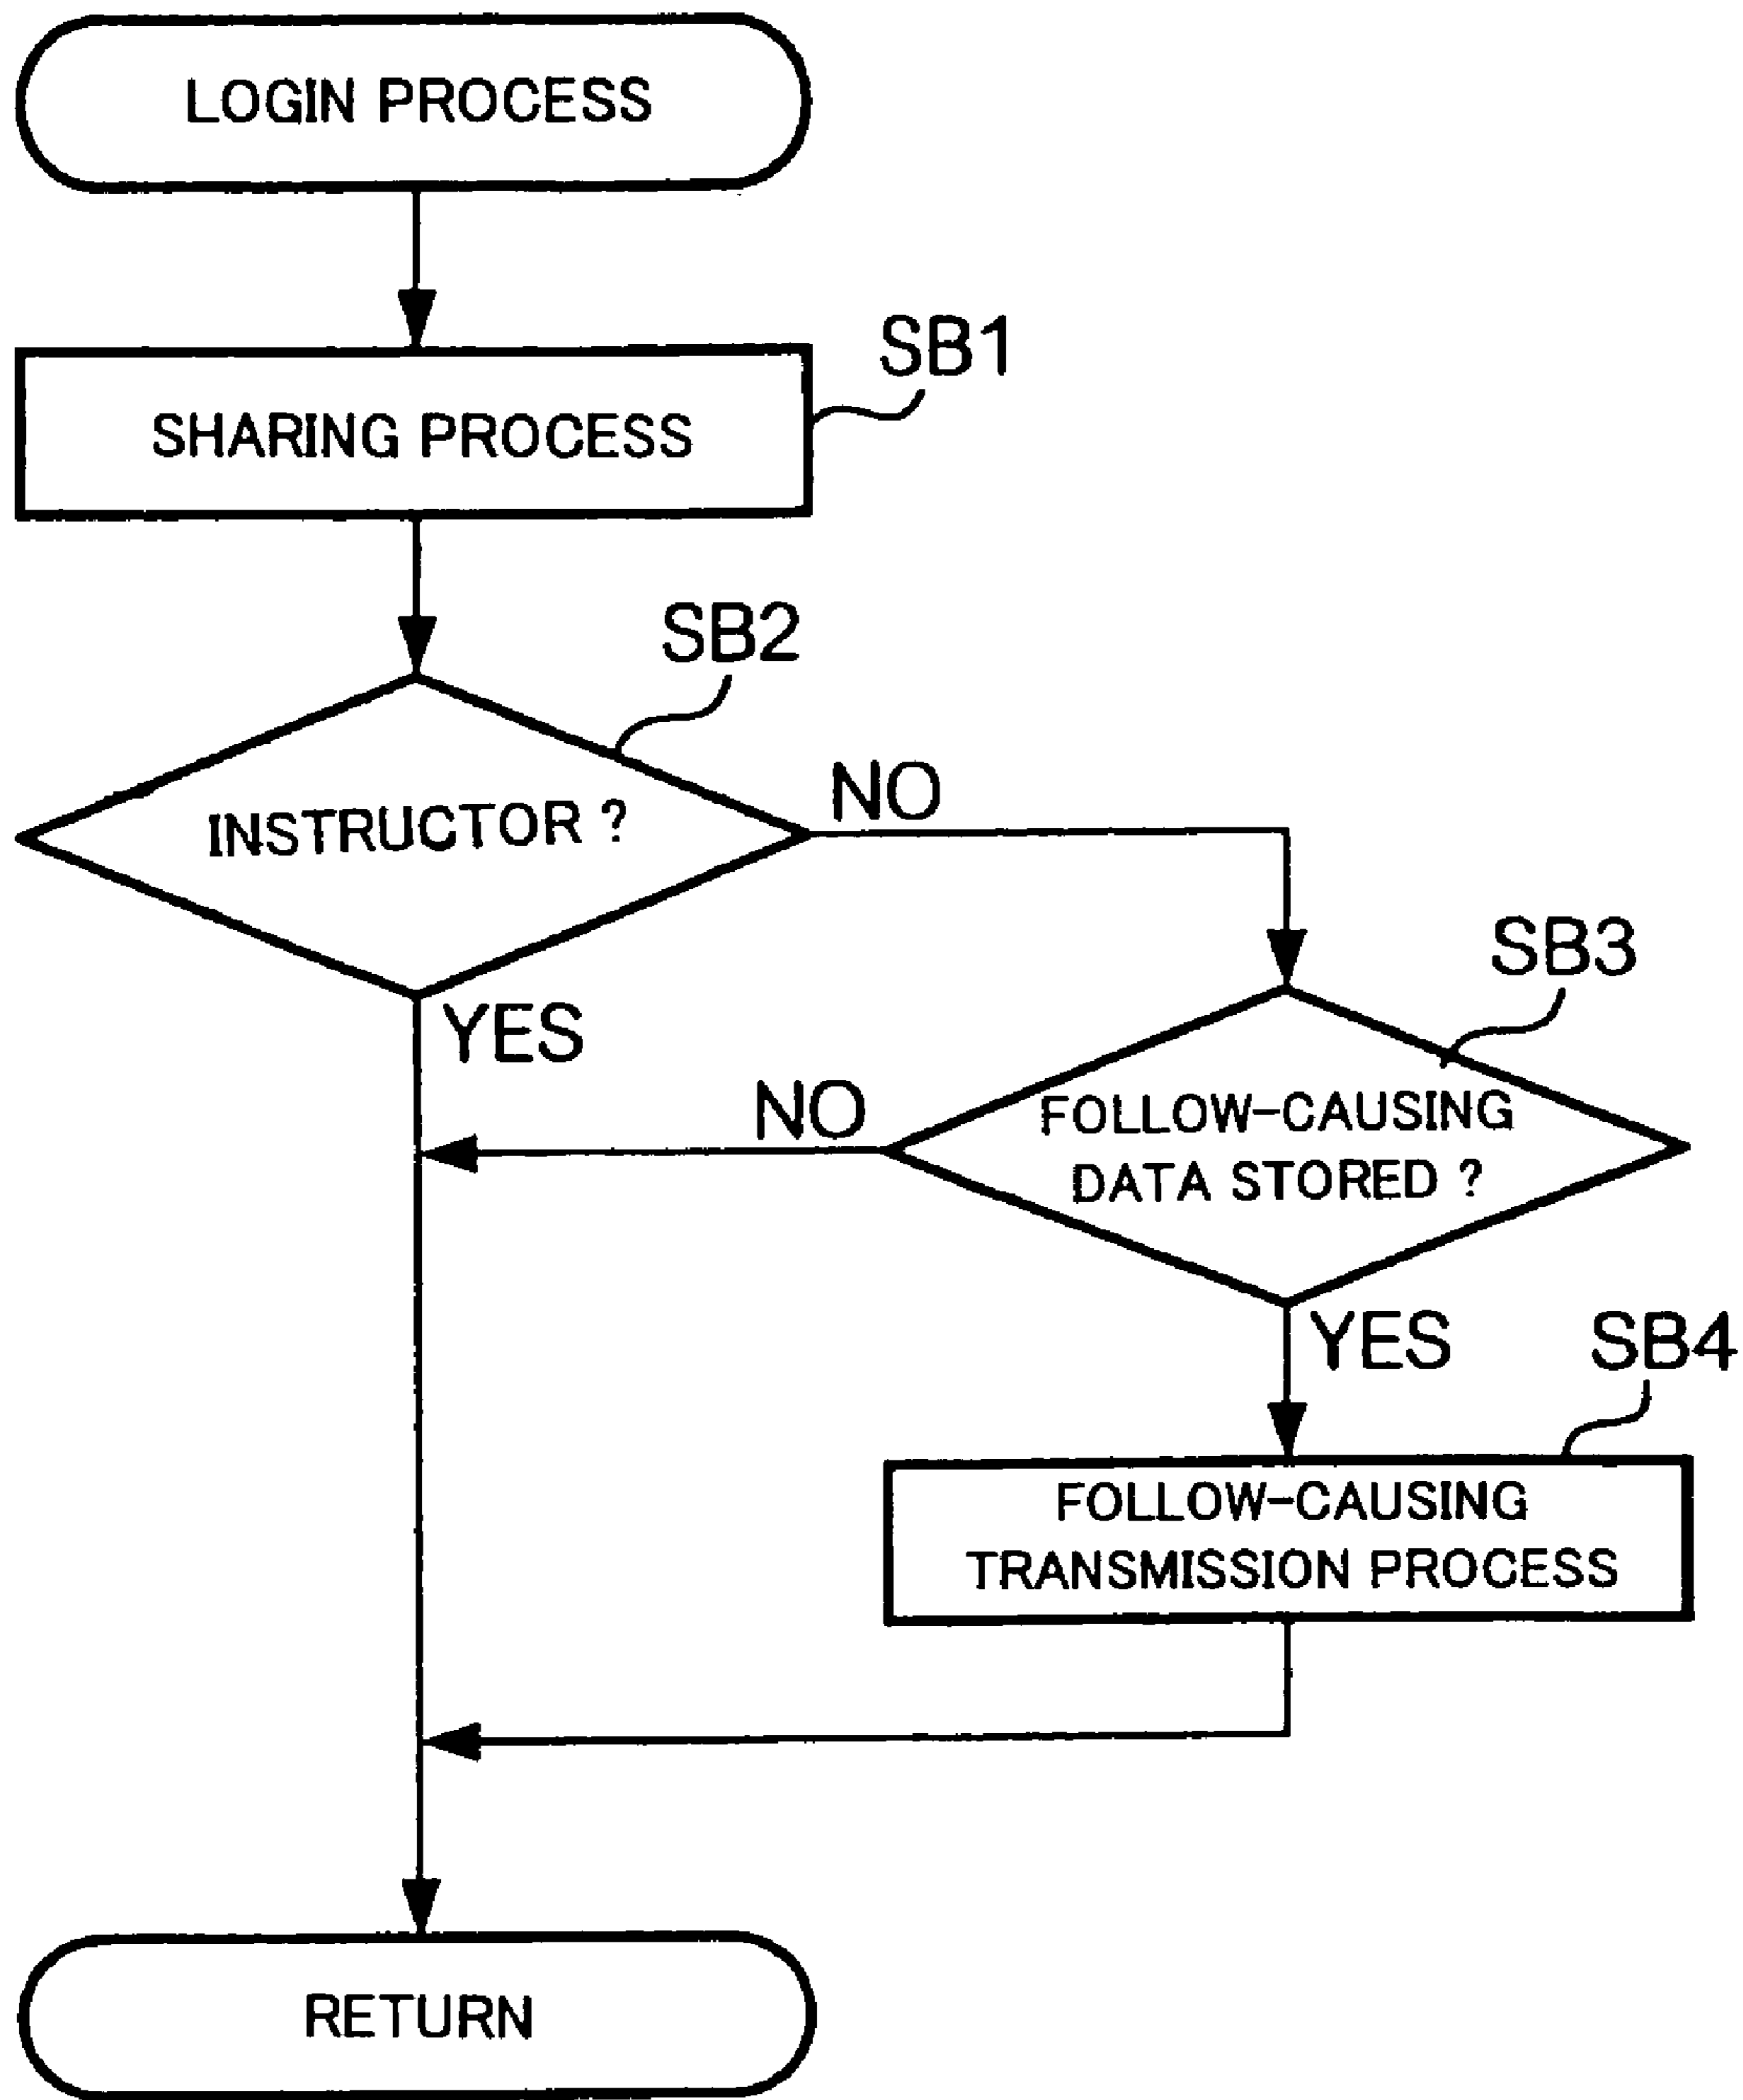 LOGIN PROCESS
SB1
SHARING PROCESS
SB2
NO
INSTRUCTOR ?
YES
SB3
NO
FOLLOW-CAUSING
DATA STORED ?
YES
SB4
FOLLOW-CAUSING
TRANSMISSION PROCESS
RETURN